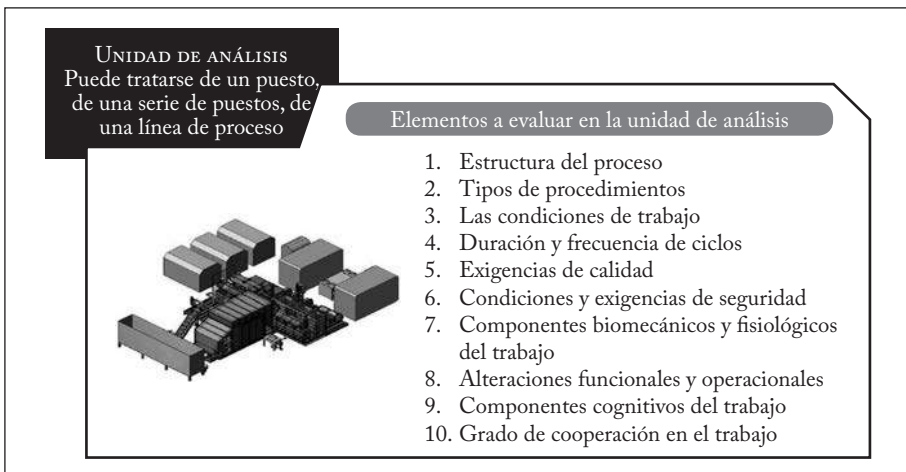 UNIDAD DE ANÁLISIS
Puede tratarse de un puesto,
de una serie de puestos, de
una línea de proceso
Elementos a evaluar en la unidad de análisis
1. Estructura del proceso
2. Tipos de procedimientos
3. Las condiciones de trabajo
4. Duración y frecuencia de ciclos
5. Exigencias de calidad
6. Condiciones y exigencias de seguridad
7. Componentes biomecánicos y fisiológicos
del trabajo
8. Alteraciones funcionales y operacionales
9. Componentes cognitivos del trabajo
10. Grado de cooperación en el trabajo